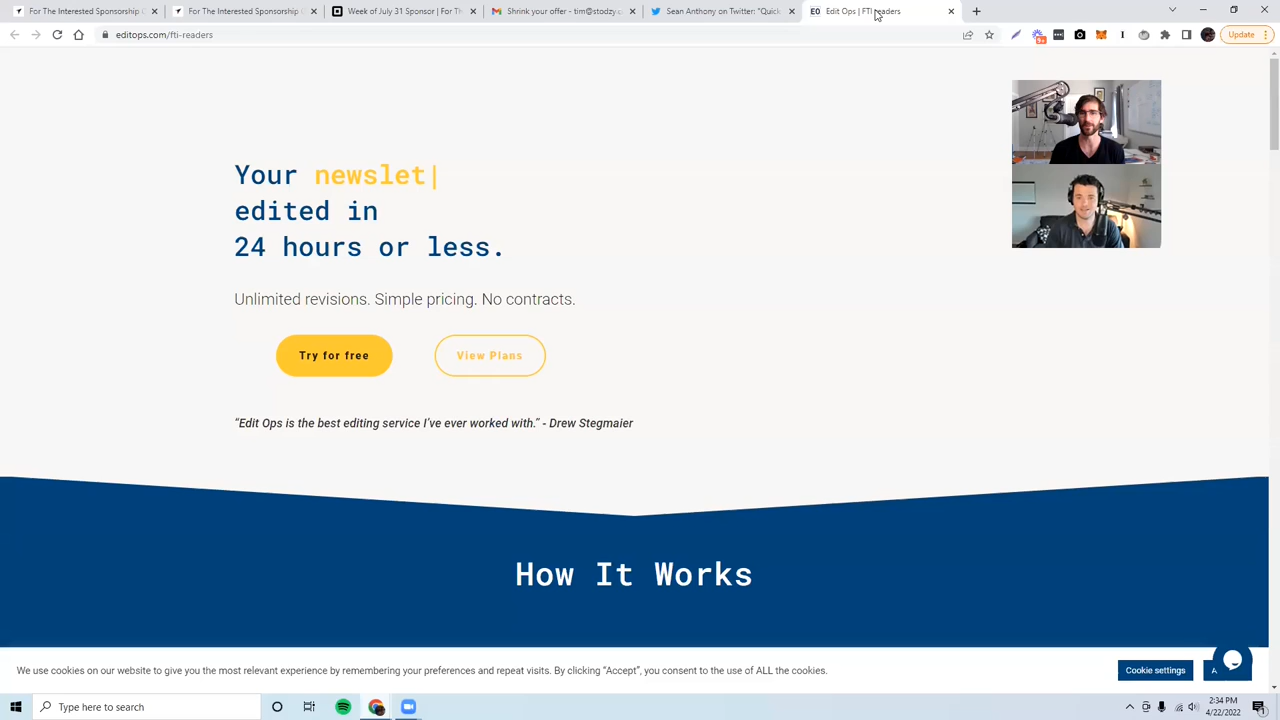 For The Interested Sponsorship C
For The Interested Sponsorship C
Week of July 31 Sponsor | For Th
Shrink your offer - tim@stodzy.c
Sean Anthony on Twitter: "Quick
EO Edit Ops | FTI readers
editops.com/fti-readers
9+
Update
Your newslet|
edited in
24 hours or less.
Unlimited revisions. Simple pricing. No contracts.
Try for free
View Plans
"Edit Ops is the best editing service I've ever worked with." - Drew Stegmaier
How It Works
We use cookies on our website to give you the most relevant experience by remembering your preferences and repeat visits. By clicking "Accept", you consent to the use of ALL the cookies.
Cookie settings
A
Type here to search
2:34 PM
4/22/2022